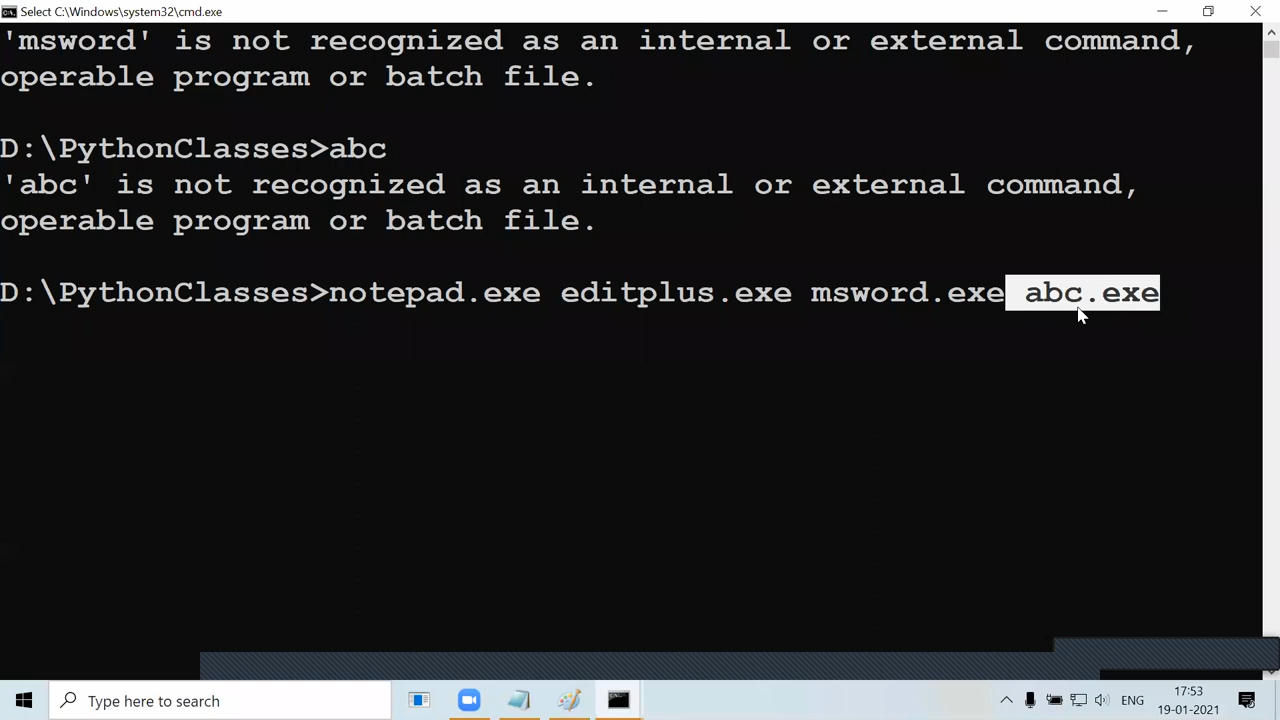 Select C:\Windows\system32\cmd.exe
'msword' is not recognized as an internal or external command,
operable program or batch file.
D:\PythonClasses>abc
'abc' is not recognized as an internal or external command,
operable program or batch file.
D:\PythonClasses>notepad.exe editplus.exe msword.exe abc.exe
Type here to search
ENG
17:53
19-01-2021